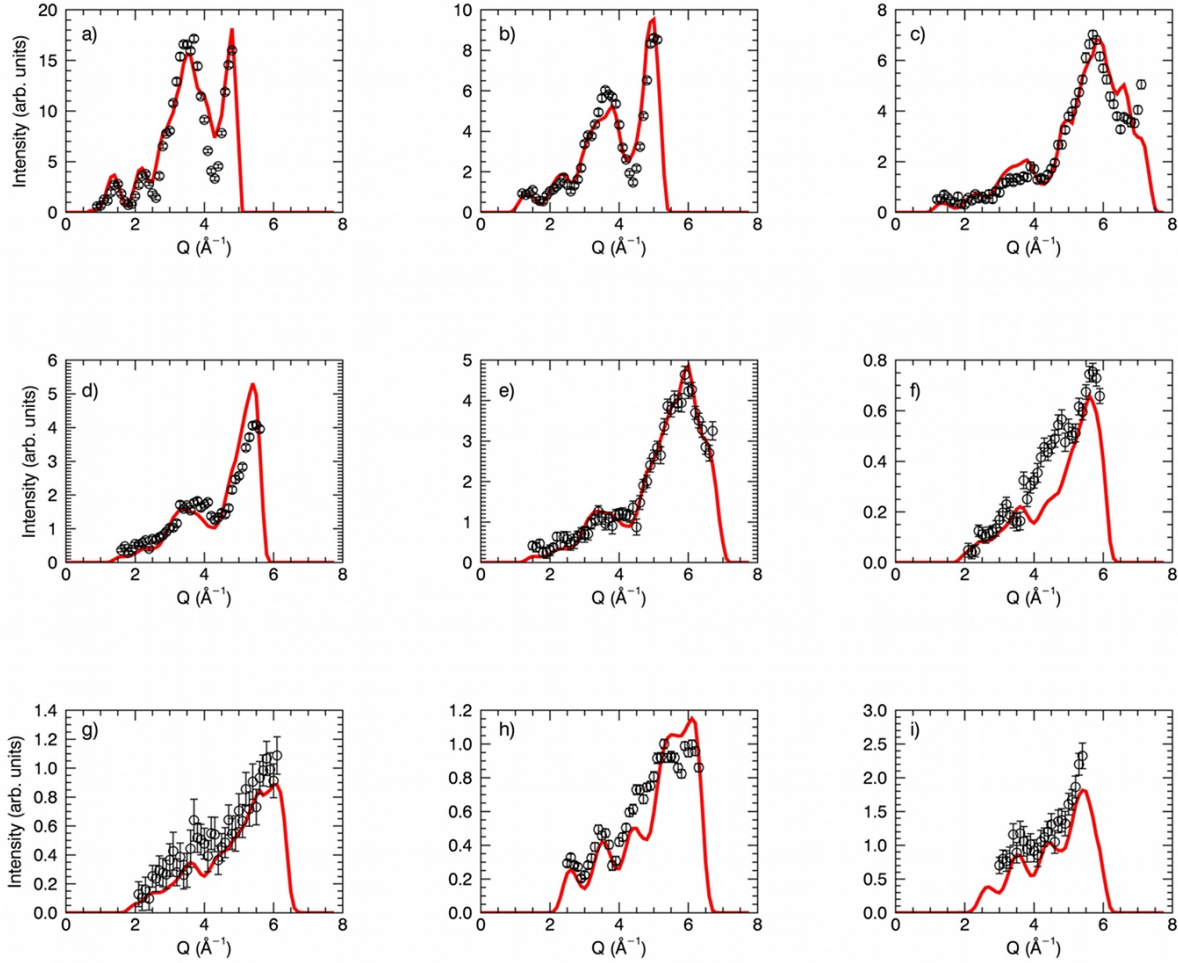 a)
Intensity (arb. units)
20
15
10
5
0
0 2 4 6 8
Q (Å⁻¹)
b)
10
8
6
4
2
0
0 2 4 6 8
Q (Å⁻¹)
c)
8
6
4
2
0
0 2 4 6 8
Q (Å⁻¹)
d)
Intensity (arb. units)
6
5
4
3
2
1
0
0 2 4 6 8
Q (Å⁻¹)
e)
5
4
3
2
1
0
0 2 4 6 8
Q (Å⁻¹)
f)
0.8
0.6
0.4
0.2
0.0
0 2 4 6 8
Q (Å⁻¹)
g)
Intensity (arb. units)
1.4
1.2
1.0
0.8
0.6
0.4
0.2
0.0
0 2 4 6 8
Q (Å⁻¹)
h)
1.2
1.0
0.8
0.6
0.4
0.2
0.0
0 2 4 6 8
Q (Å⁻¹)
i)
3.0
2.5
2.0
1.5
1.0
0.5
0.0
0 2 4 6 8
Q (Å⁻¹)